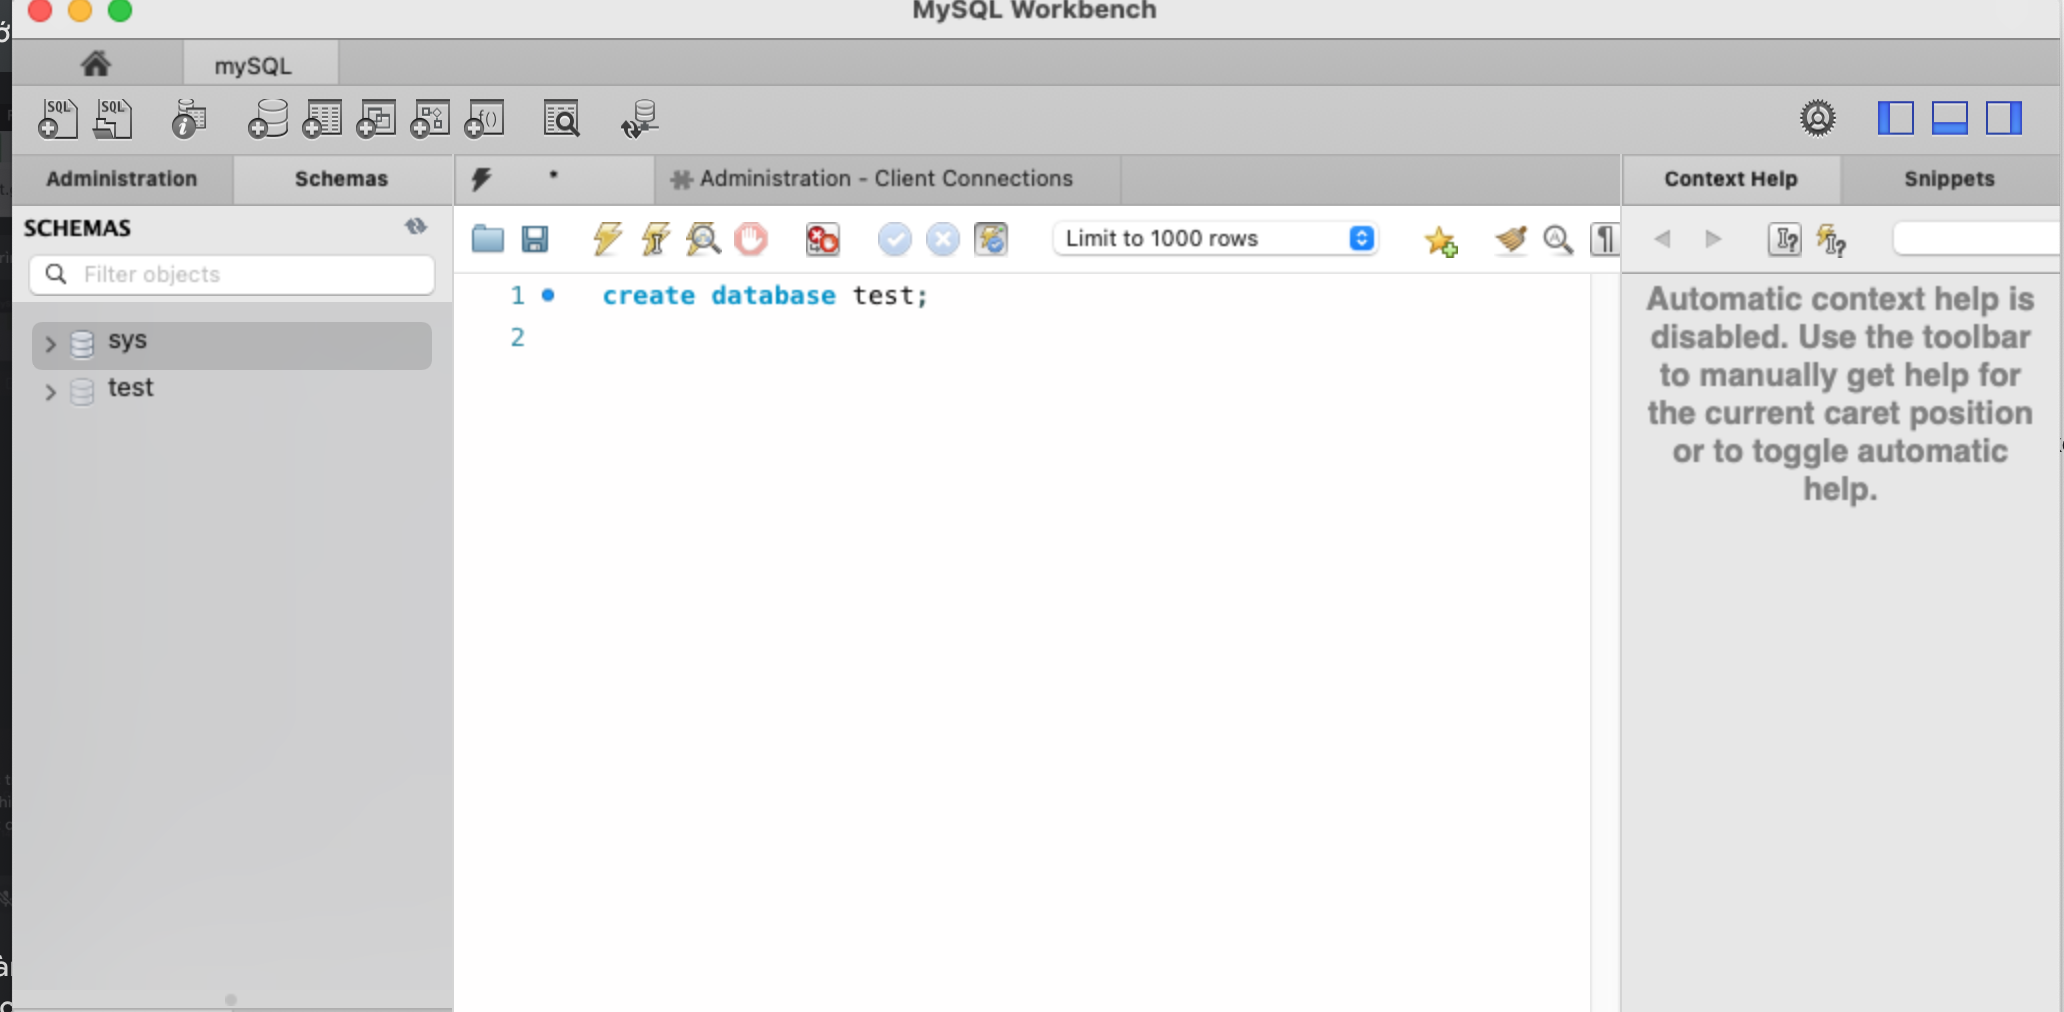 MySQL Workbench
mySQL
SQL SQL
f()
Administration Schemas
* Administration - Client Connections
Context Help Snippets
SCHEMAS
Filter objects
Limit to 1000 rows
sys
test
1 create database test;
2
Automatic context help is
disabled. Use the toolbar
to manually get help for
the current caret position
or to toggle automatic
help.